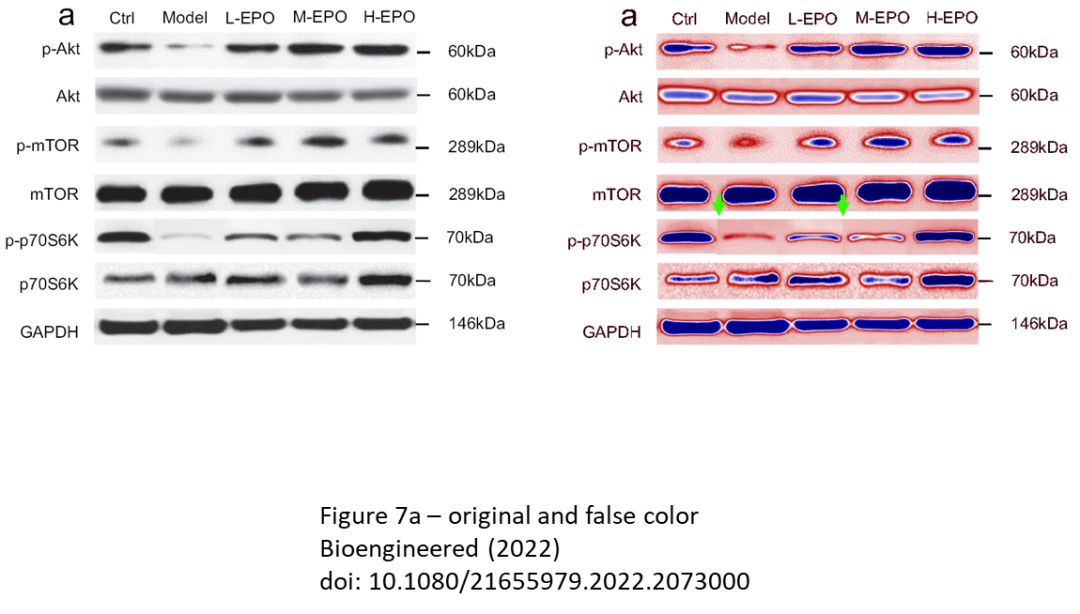 a Ctrl Model L-EPO M-EPO H-EPO
p-Akt 60kDa
Akt 60kDa
p-mTOR 289kDa
mTOR 289kDa
p-p70S6K 70kDa
p70S6K 70kDa
GAPDH 146kDa
a Ctrl Model L-EPO M-EPO H-EPO
p-Akt 60kDa
Akt 60kDa
p-mTOR 289kDa
mTOR 289kDa
p-p70S6K 70kDa
p70S6K 70kDa
GAPDH 146kDa
Figure 7a – original and false color
Bioengineered (2022)
doi: 10.1080/21655979.2022.2073000